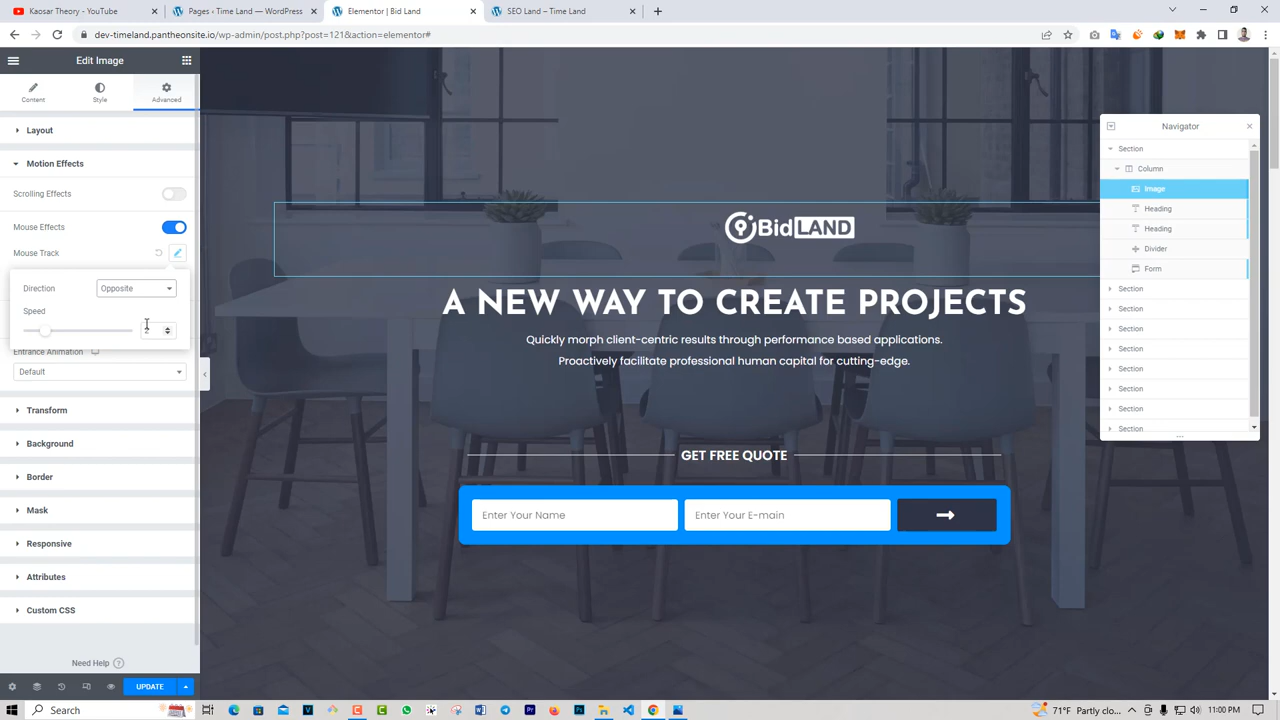 Kaosar Theory - YouTube
Pages ‹ Time Land — WordPress
Elementor | Bid Land
SEO Land – Time Land
dev-timeland.pantheonsite.io/wp-admin/post.php?post=121&action=elementor#
Edit Image
Content
Style
Advanced
Layout
Motion Effects
Scrolling Effects
Mouse Effects
Mouse Track
Direction
Opposite
Speed
Entrance Animation
Default
Transform
Background
Border
Mask
Responsive
Attributes
Custom CSS
Need Help
UPDATE
BidLAND
A NEW WAY TO CREATE PROJECTS
Quickly morph client-centric results through performance based applications.
Proactively facilitate professional human capital for cutting-edge.
GET FREE QUOTE
Enter Your Name
Enter Your E-main
Navigator
Section
Column
Image
Heading
Heading
Divider
Form
Section
Section
Section
Section
Section
Section
Section
Section
Search
71°F Clear
11:00 PM